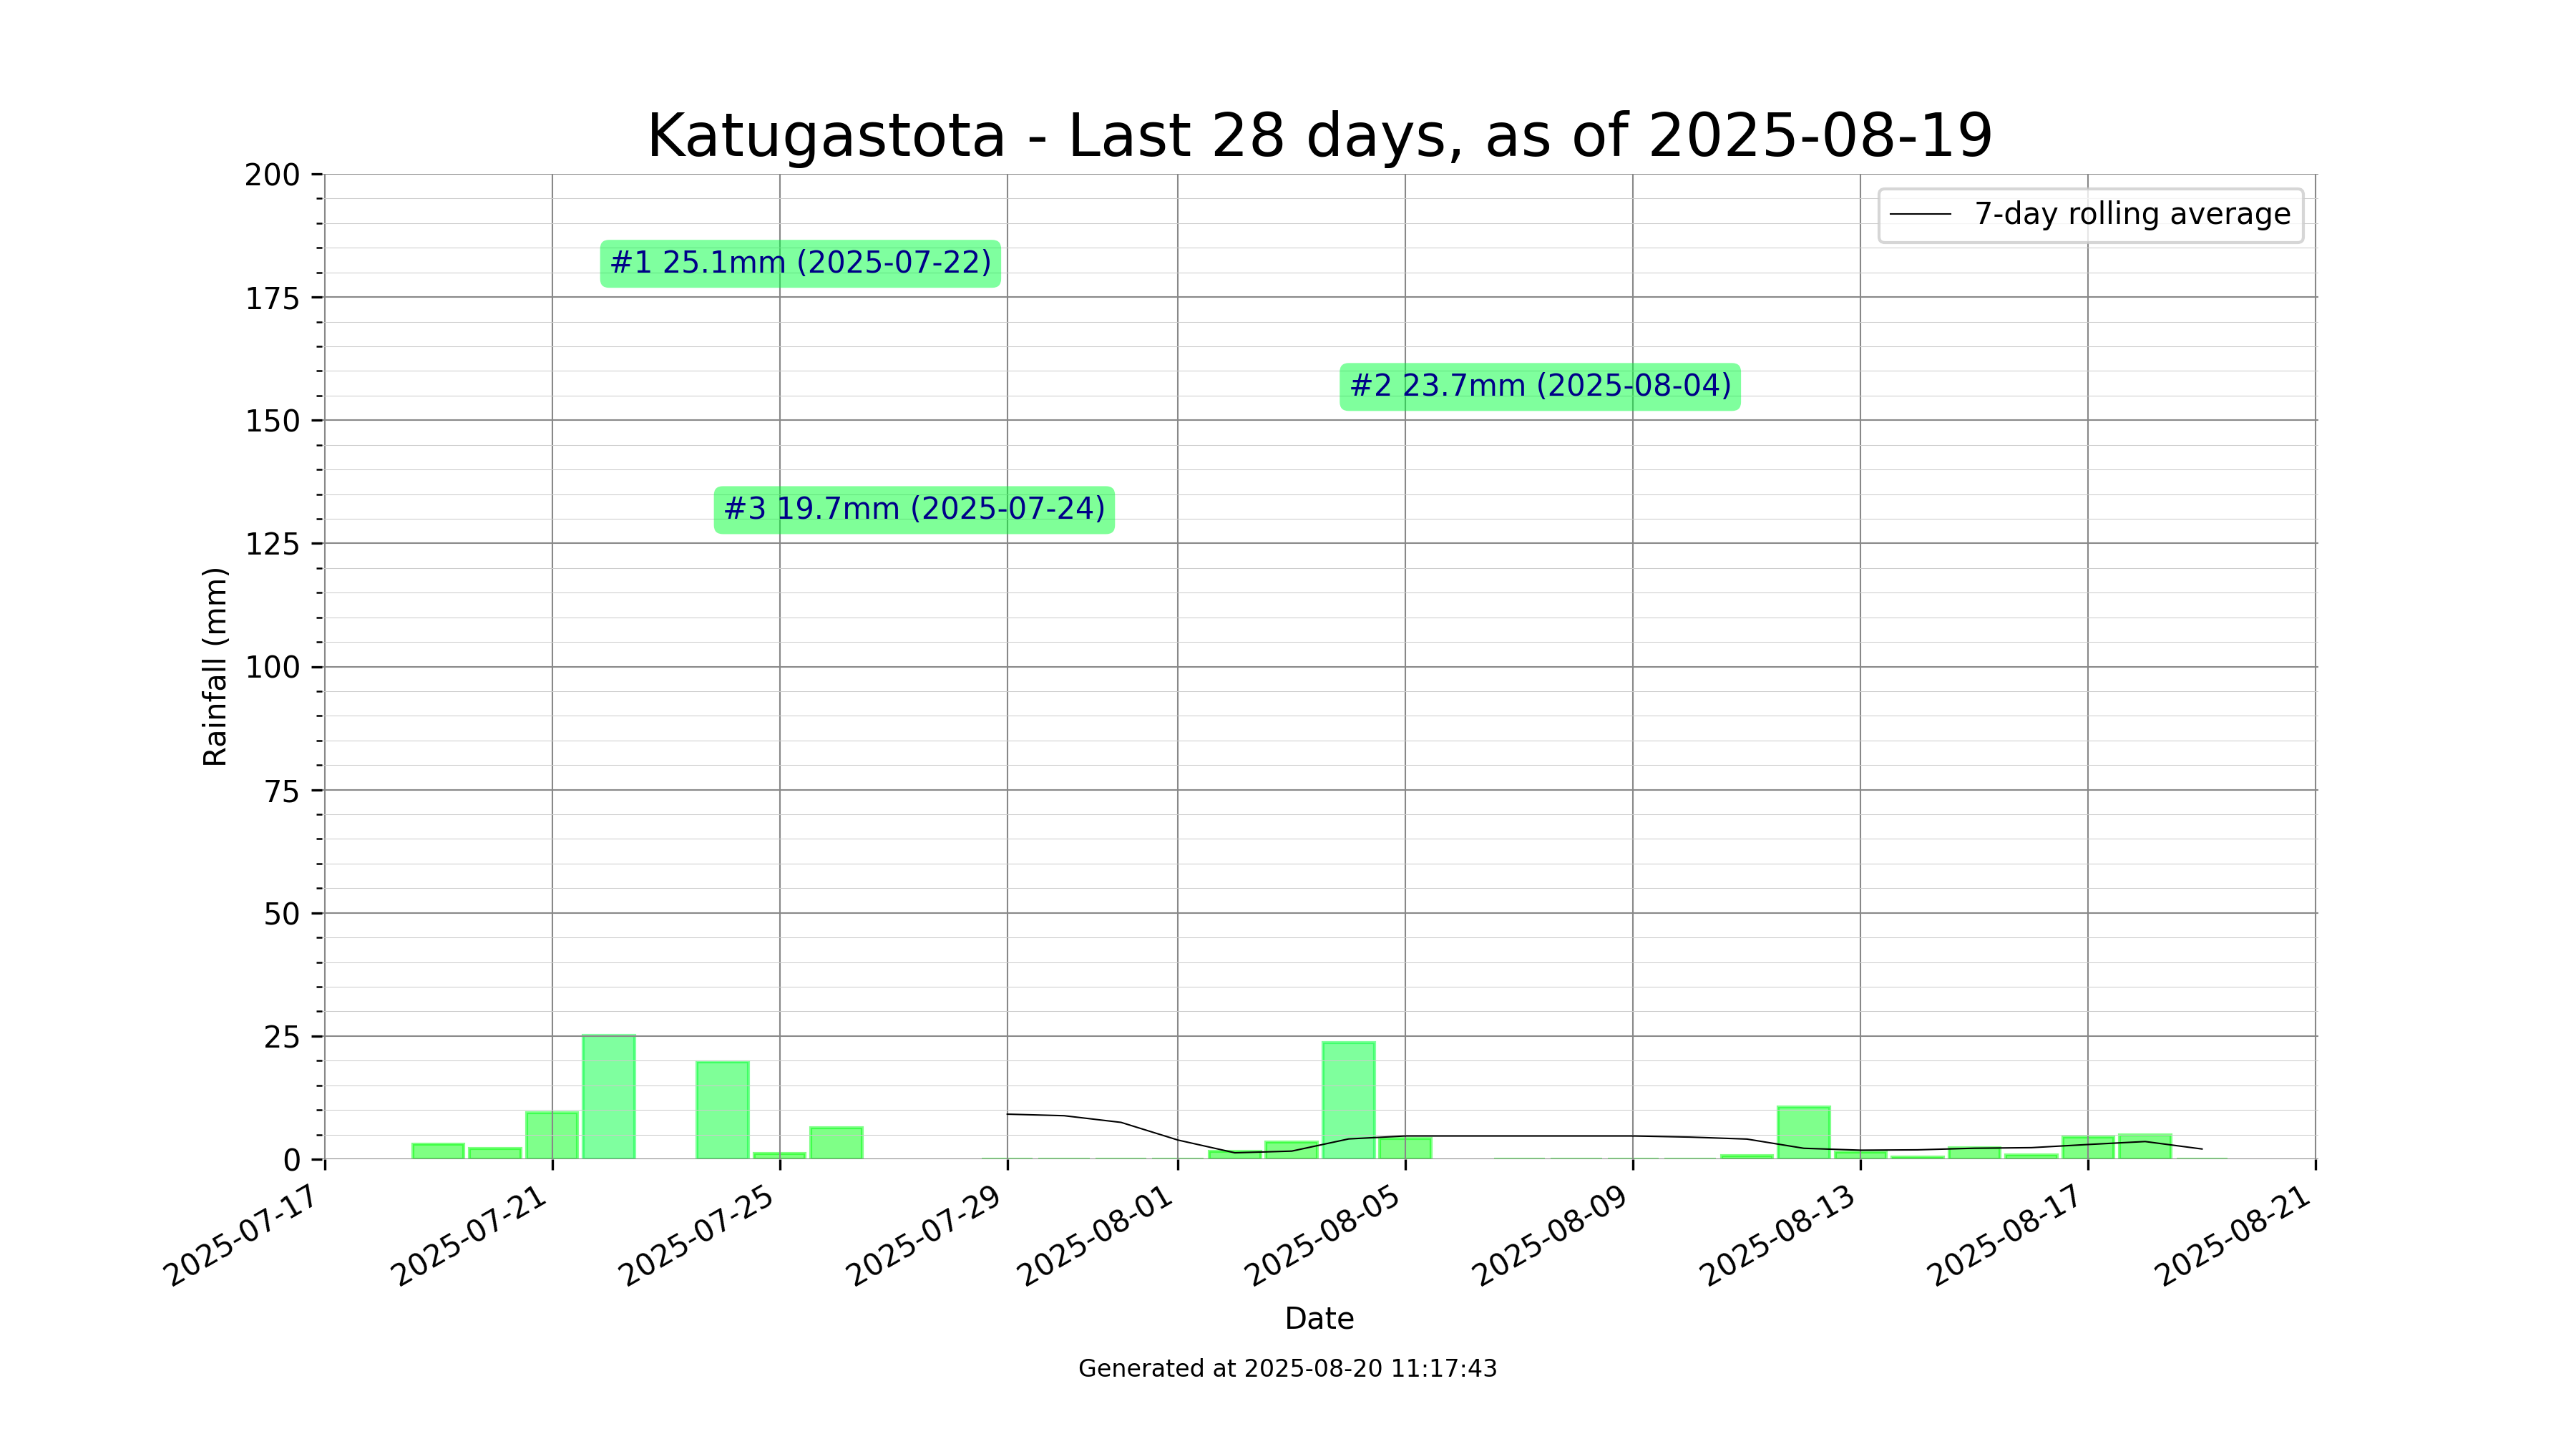 Katugastota - Last 28 days, as of 2025-08-19
7-day rolling average
#1 25.1mm (2025-07-22)
#2 23.7mm (2025-08-04)
#3 19.7mm (2025-07-24)
Rainfall (mm)
200
175
150
125
100
75
50
25
0
2025-07-17
2025-07-21
2025-07-25
2025-07-29
2025-08-01
2025-08-05
2025-08-09
2025-08-13
2025-08-17
2025-08-21
Date
Generated at 2025-08-20 11:17:43